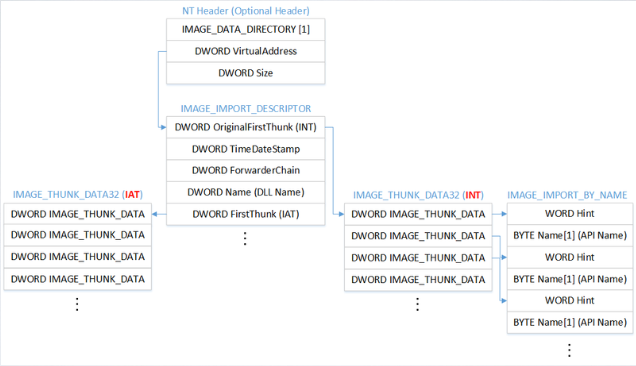 NT Header (Optional Header)
IMAGE_DATA_DIRECTORY [1]
DWORD VirtualAddress
DWORD Size
IMAGE_IMPORT_DESCRIPTOR
DWORD OriginalFirstThunk (INT)
DWORD TimeDateStamp
DWORD ForwarderChain
DWORD Name (DLL Name)
DWORD FirstThunk (IAT)
IMAGE_THUNK_DATA32 (IAT)
DWORD IMAGE_THUNK_DATA
DWORD IMAGE_THUNK_DATA
DWORD IMAGE_THUNK_DATA
DWORD IMAGE_THUNK_DATA
IMAGE_THUNK_DATA32 (INT)
DWORD IMAGE_THUNK_DATA
DWORD IMAGE_THUNK_DATA
DWORD IMAGE_THUNK_DATA
DWORD IMAGE_THUNK_DATA
IMAGE_IMPORT_BY_NAME
WORD Hint
BYTE Name[1] (API Name)
WORD Hint
BYTE Name[1] (API Name)
WORD Hint
BYTE Name[1] (API Name)